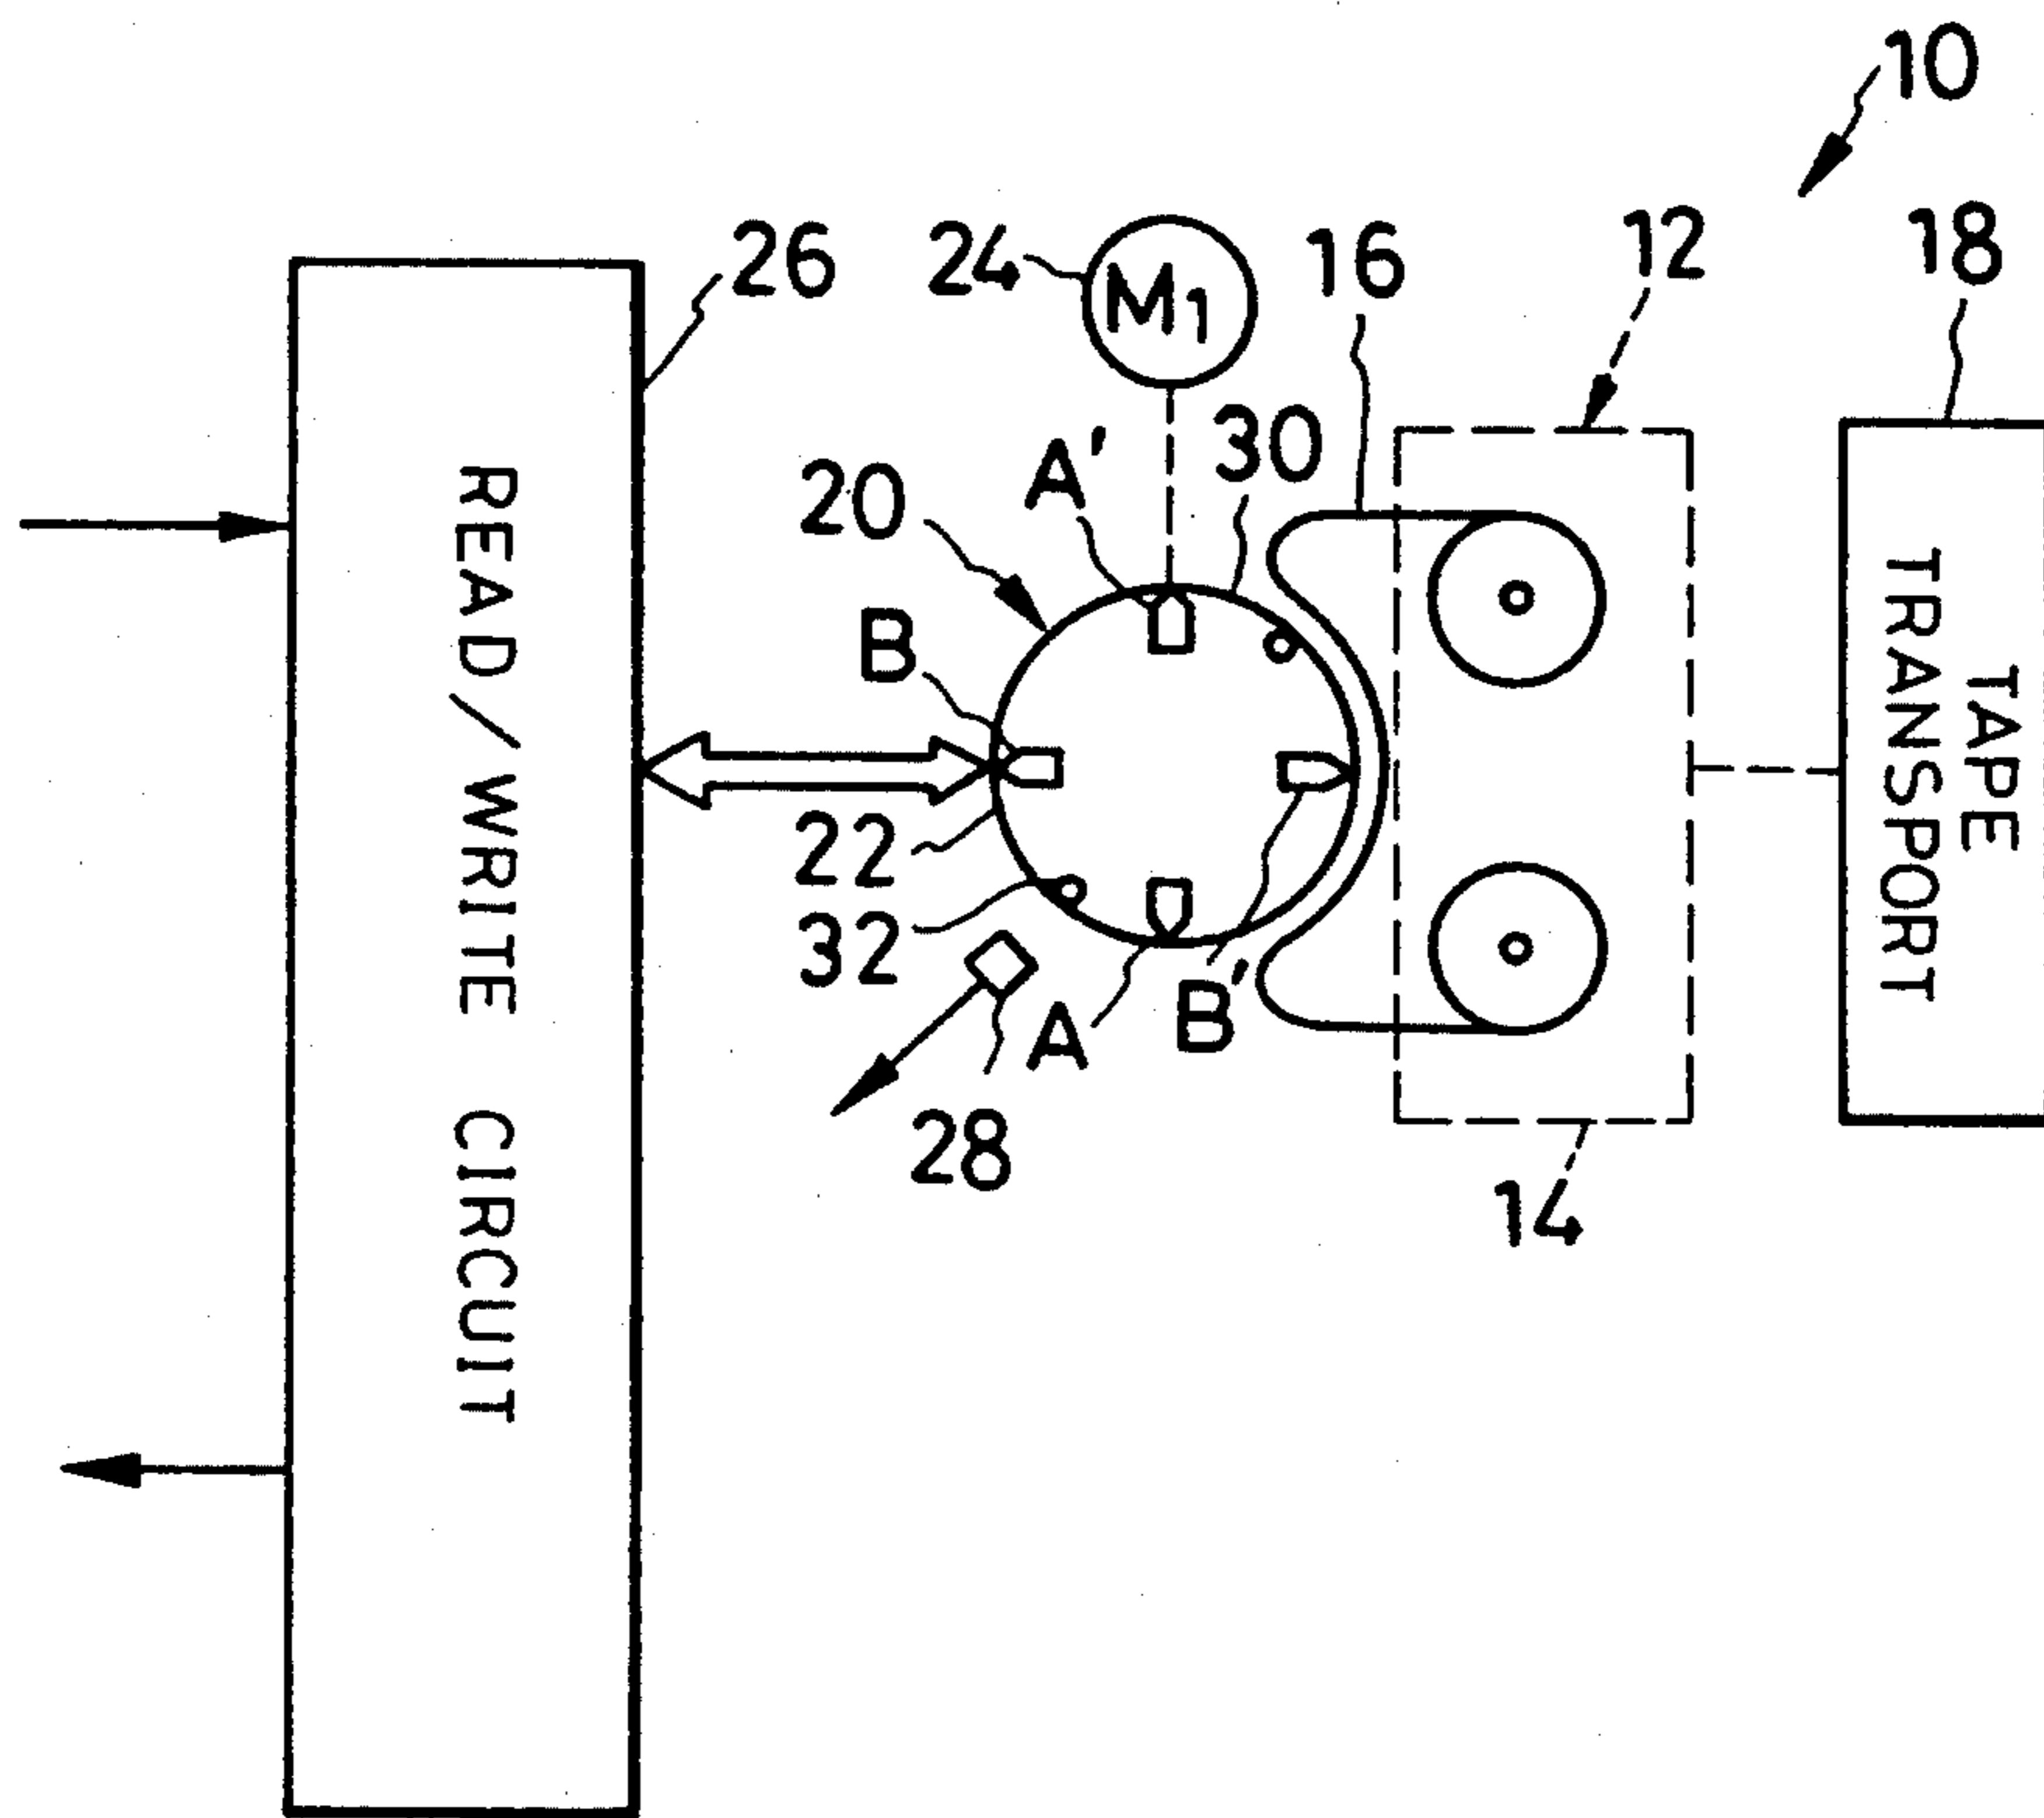 10
26
24
M1
16
12
18
20
A'
30
B
22
32
A
B'
28
14
READ/WRITE CIRCUIT
TAPE
TRANSPORT